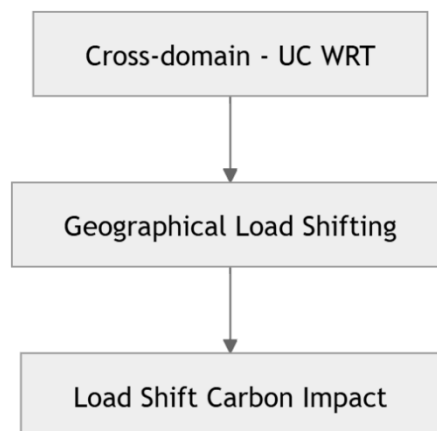 Cross-domain - UC WRT
Geographical Load Shifting
Load Shift Carbon Impact